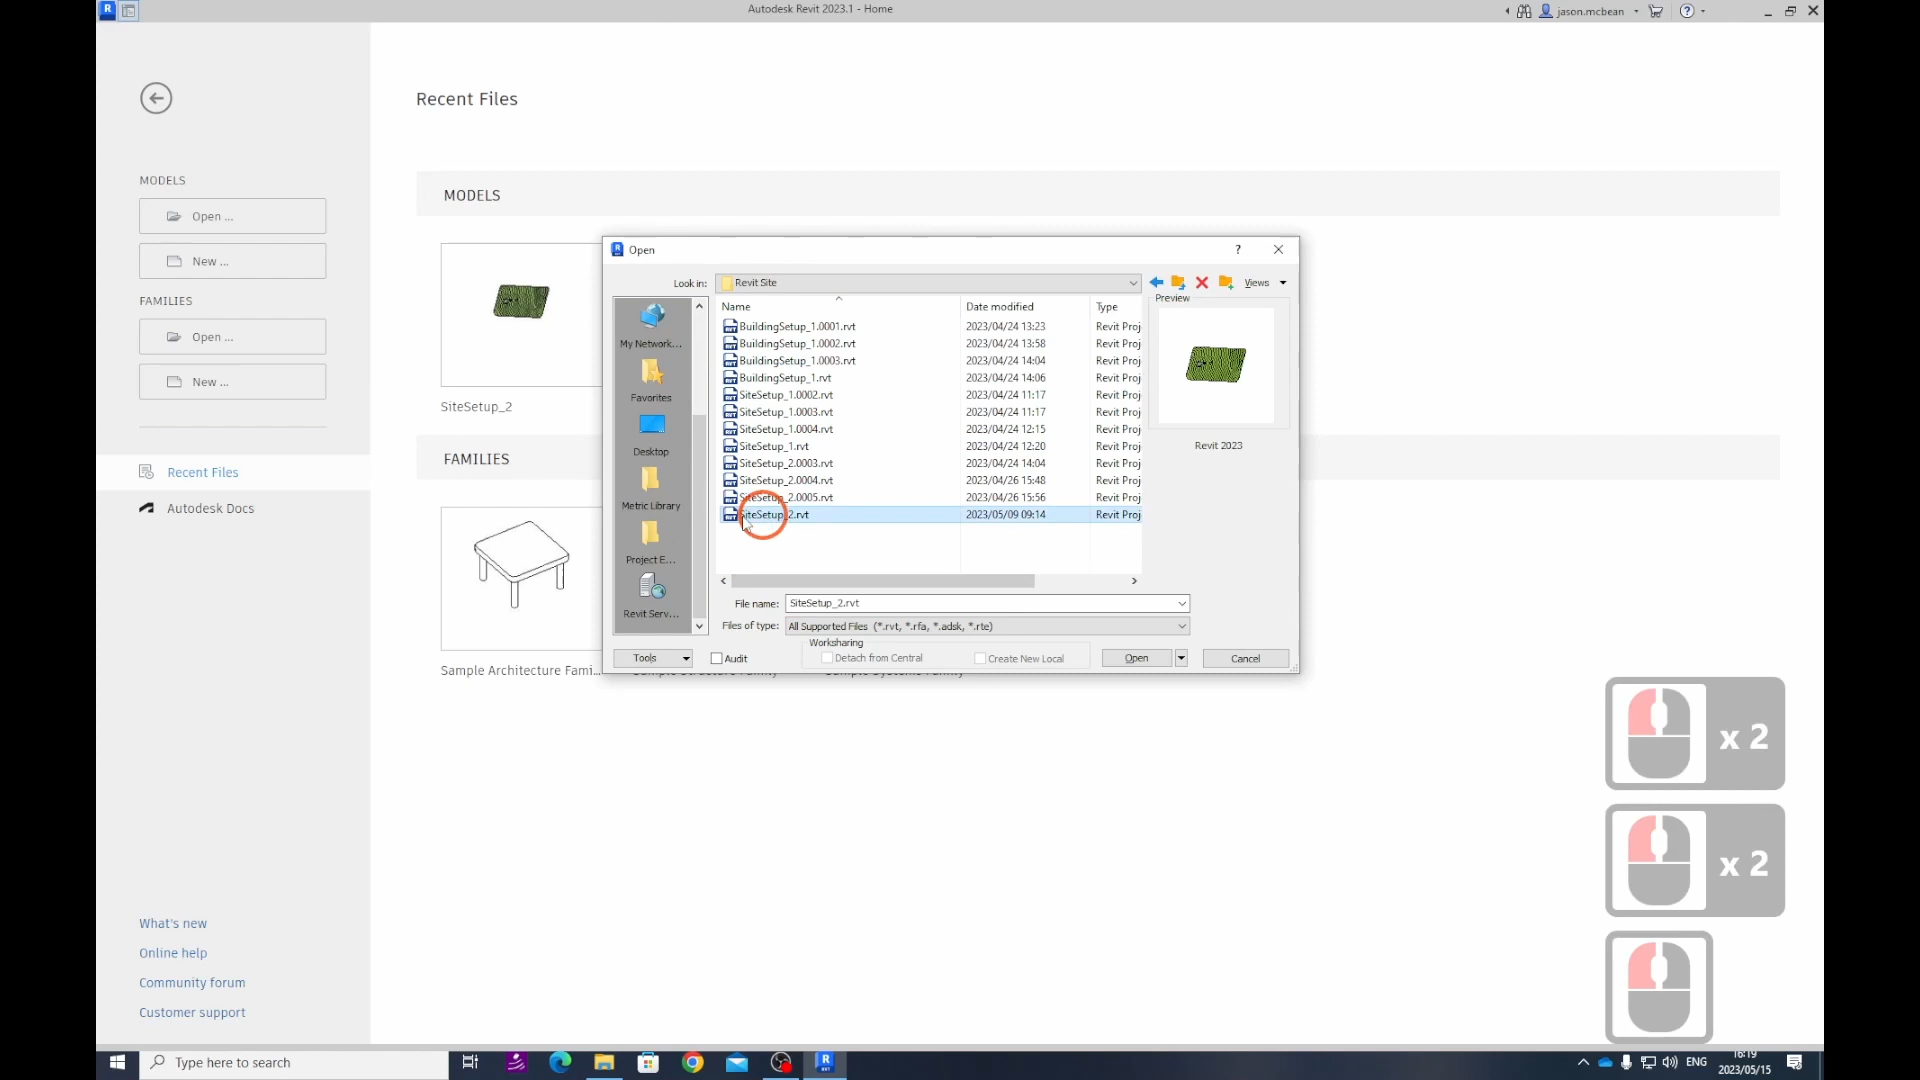 Autodesk Revit 2023.1 - Home
jason.mcbean
Recent Files
MODELS
Open ...
New ...
FAMILIES
Open ...
New ...
Recent Files
Autodesk Docs
What's new
Online help
Community forum
Customer support
MODELS
SiteSetup_2
FAMILIES
Sample Architecture Fami...
Open
Look in:
Revit Site
Views
My Network...
Favorites
Desktop
Metric Library
Project E...
Revit Serv...
Name Date modified Type
BuildingSetup_1.0001.rvt 2023/04/24 13:23 Revit Proj
BuildingSetup_1.0002.rvt 2023/04/24 13:58 Revit Proj
BuildingSetup_1.0003.rvt 2023/04/24 14:04 Revit Proj
BuildingSetup_1.rvt 2023/04/24 14:06 Revit Proj
SiteSetup_1.0002.rvt 2023/04/24 11:17 Revit Proj
SiteSetup_1.0003.rvt 2023/04/24 11:17 Revit Proj
SiteSetup_1.0004.rvt 2023/04/24 12:15 Revit Proj
SiteSetup_1.rvt 2023/04/24 12:20 Revit Proj
SiteSetup_2.0003.rvt 2023/04/24 14:04 Revit Proj
SiteSetup_2.0004.rvt 2023/04/26 15:48 Revit Proj
SiteSetup_2.0005.rvt 2023/04/26 15:56 Revit Proj
SiteSetup_2.rvt 2023/05/09 09:14 Revit Proj
Preview
Revit 2023
File name: SiteSetup_2.rvt
Files of type: All Supported Files (*.rvt, *.rfa, *.adsk, *.rte)
Worksharing
Tools
Audit
Detach from Central
Create New Local
Open
Cancel
x 2
x 2
Type here to search
ENG
16:19
2023/05/15